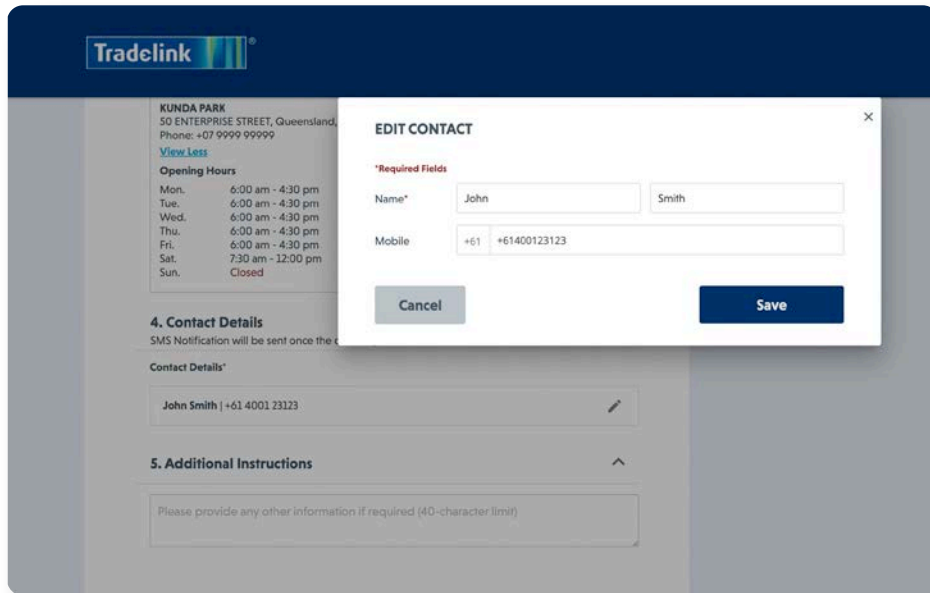 Tradelink®
KUNDA PARK
50 ENTERPRISE STREET, Queensland,
Phone: +07 9999 99999
View Less
Opening Hours
Mon. 6:00 am - 4:30 pm
Tue. 6:00 am - 4:30 pm
Wed. 6:00 am - 4:30 pm
Thu. 6:00 am - 4:30 pm
Fri. 6:00 am - 4:30 pm
Sat. 7:30 am - 12:00 pm
Sun. Closed
EDIT CONTACT
×
*Required Fields
Name* John Smith
Mobile +61 +61400123123
Cancel Save
4. Contact Details
SMS Notification will be sent once the
Contact Details*
John Smith | +61 4001 23123
5. Additional Instructions
Please provide any other information if required (40-character limit)